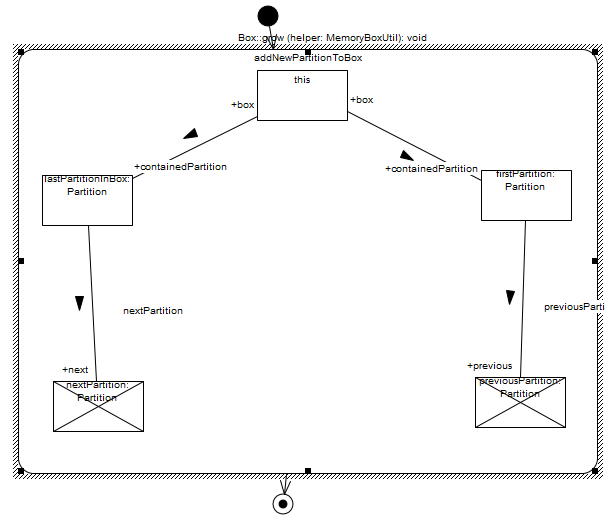 Box::grow (helper: MemoryBoxUtil): void
addNewPartitionToBox
this
+box
+box
+containedPartition
+containedPartition
lastPartitionInBox:
Partition
firstPartition:
Partition
nextPartition
previousParti
+next
+previous
nextPartition:
Partition
previousPartition:
Partition